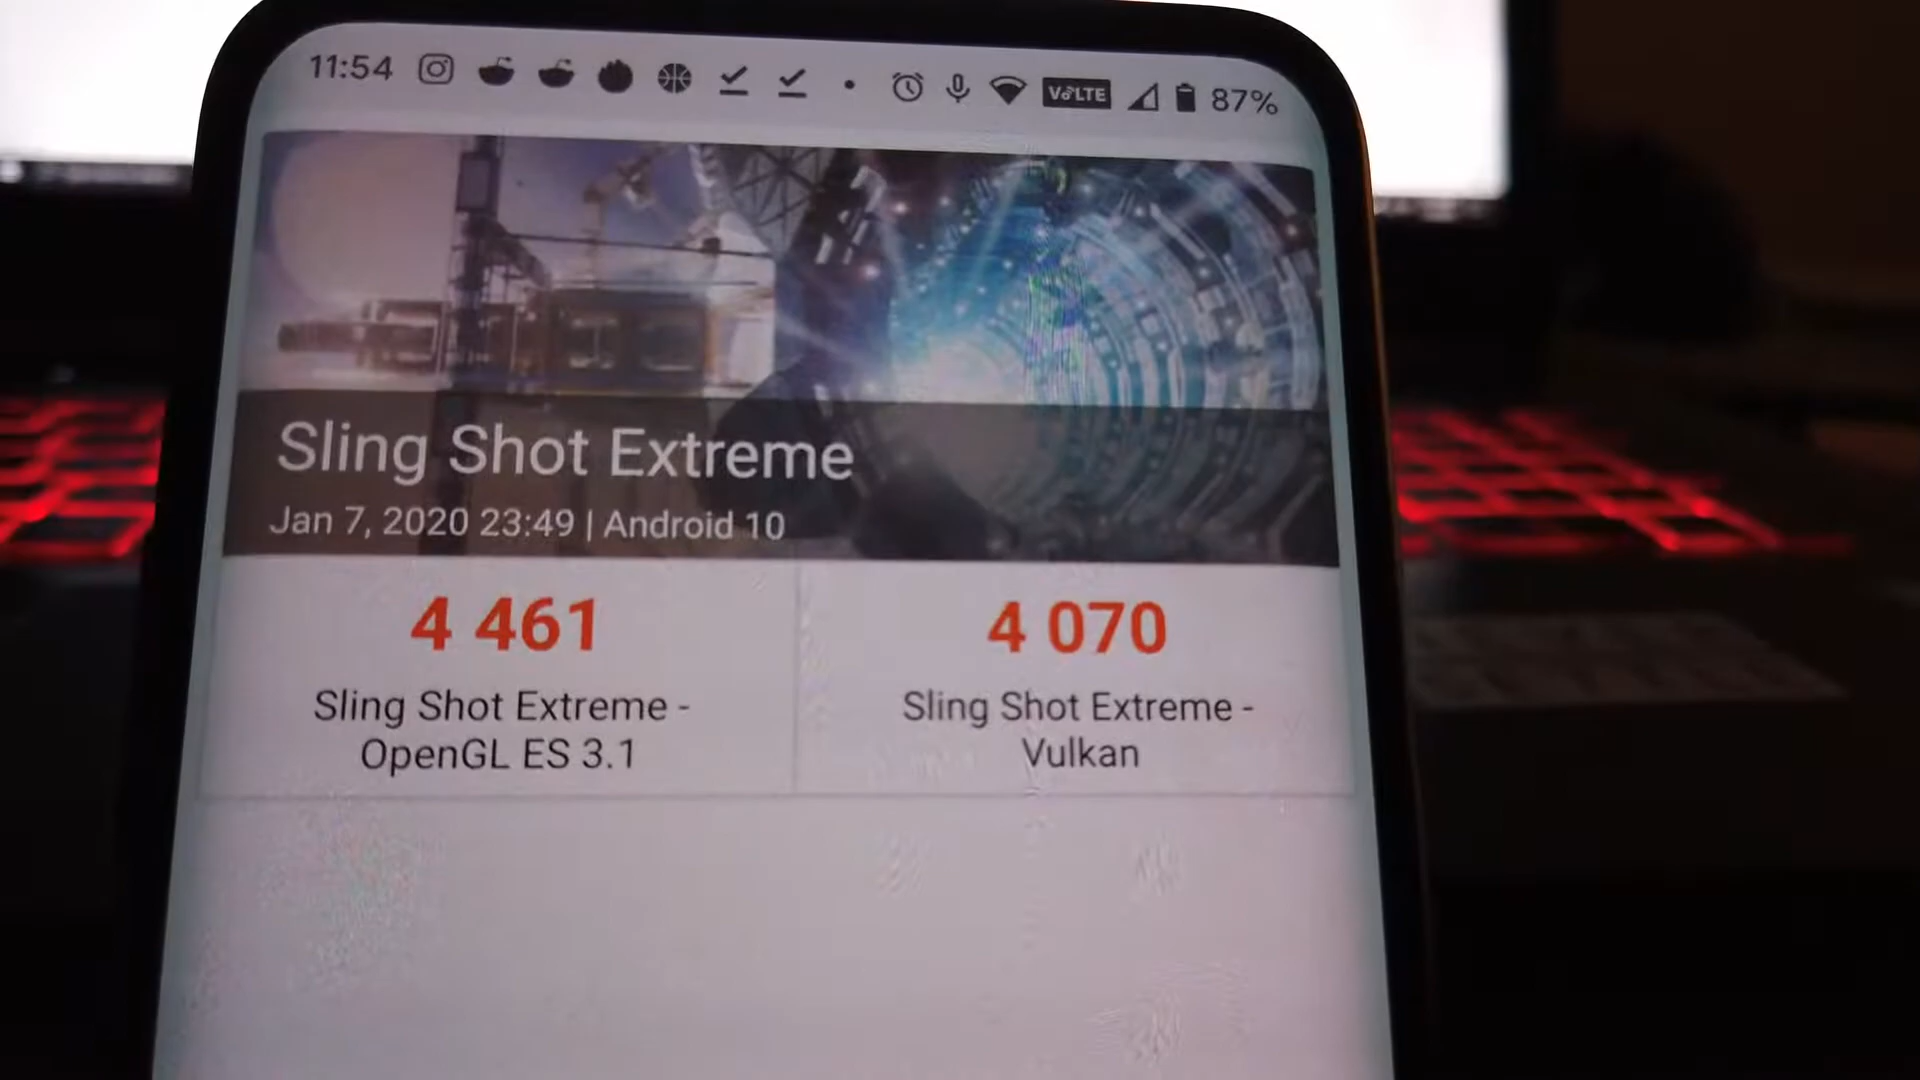 11:54 VoLTE 87%
Sling Shot Extreme
Jan 7, 2020 23:49 | Android 10
4 461
Sling Shot Extreme -
OpenGL ES 3.1
4 070
Sling Shot Extreme -
Vulkan